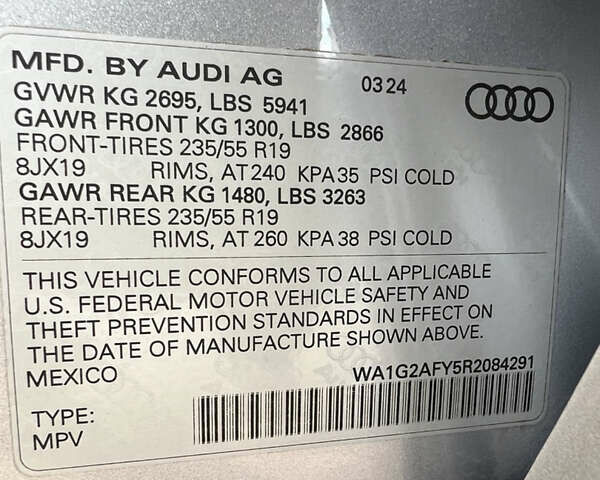 MFD. BY AUDI AG 03 24
GVWR KG 2695, LBS 5941
GAWR FRONT KG 1300, LBS 2866
FRONT-TIRES 235/55 R19
8JX19 RIMS, AT 240 KPA 35 PSI COLD
GAWR REAR KG 1480, LBS 3263
REAR-TIRES 235/55 R19
8JX19 RIMS, AT 260 KPA 38 PSI COLD
THIS VEHICLE CONFORMS TO ALL APPLICABLE
U.S. FEDERAL MOTOR VEHICLE SAFETY AND
THEFT PREVENTION STANDARDS IN EFFECT ON
THE DATE OF MANUFACTURE SHOWN ABOVE.
MEXICO WA1G2AFY5R2084291
TYPE:
MPV